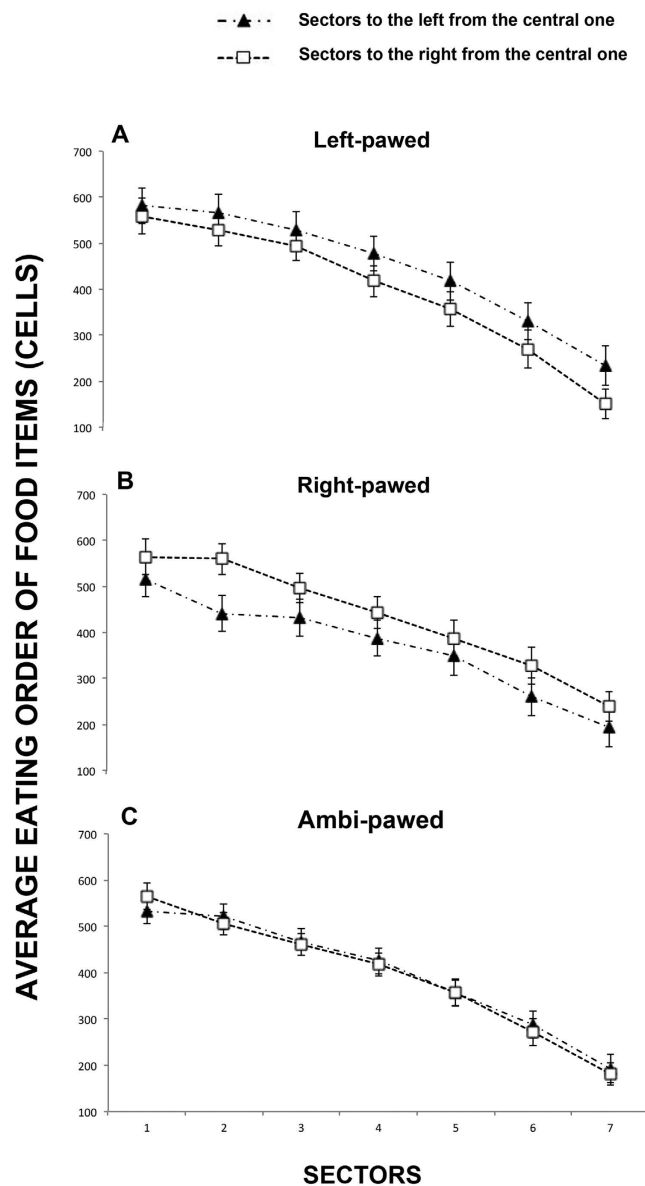 Sectors to the left from the central one
Sectors to the right from the central one
AVERAGE EATING ORDER OF FOOD ITEMS (CELLS)
A
Left-pawed
700
600
500
400
300
200
100
B
Right-pawed
700
600
500
400
300
200
100
C
Ambi-pawed
700
600
500
400
300
200
100
1 2 3 4 5 6 7
SECTORS